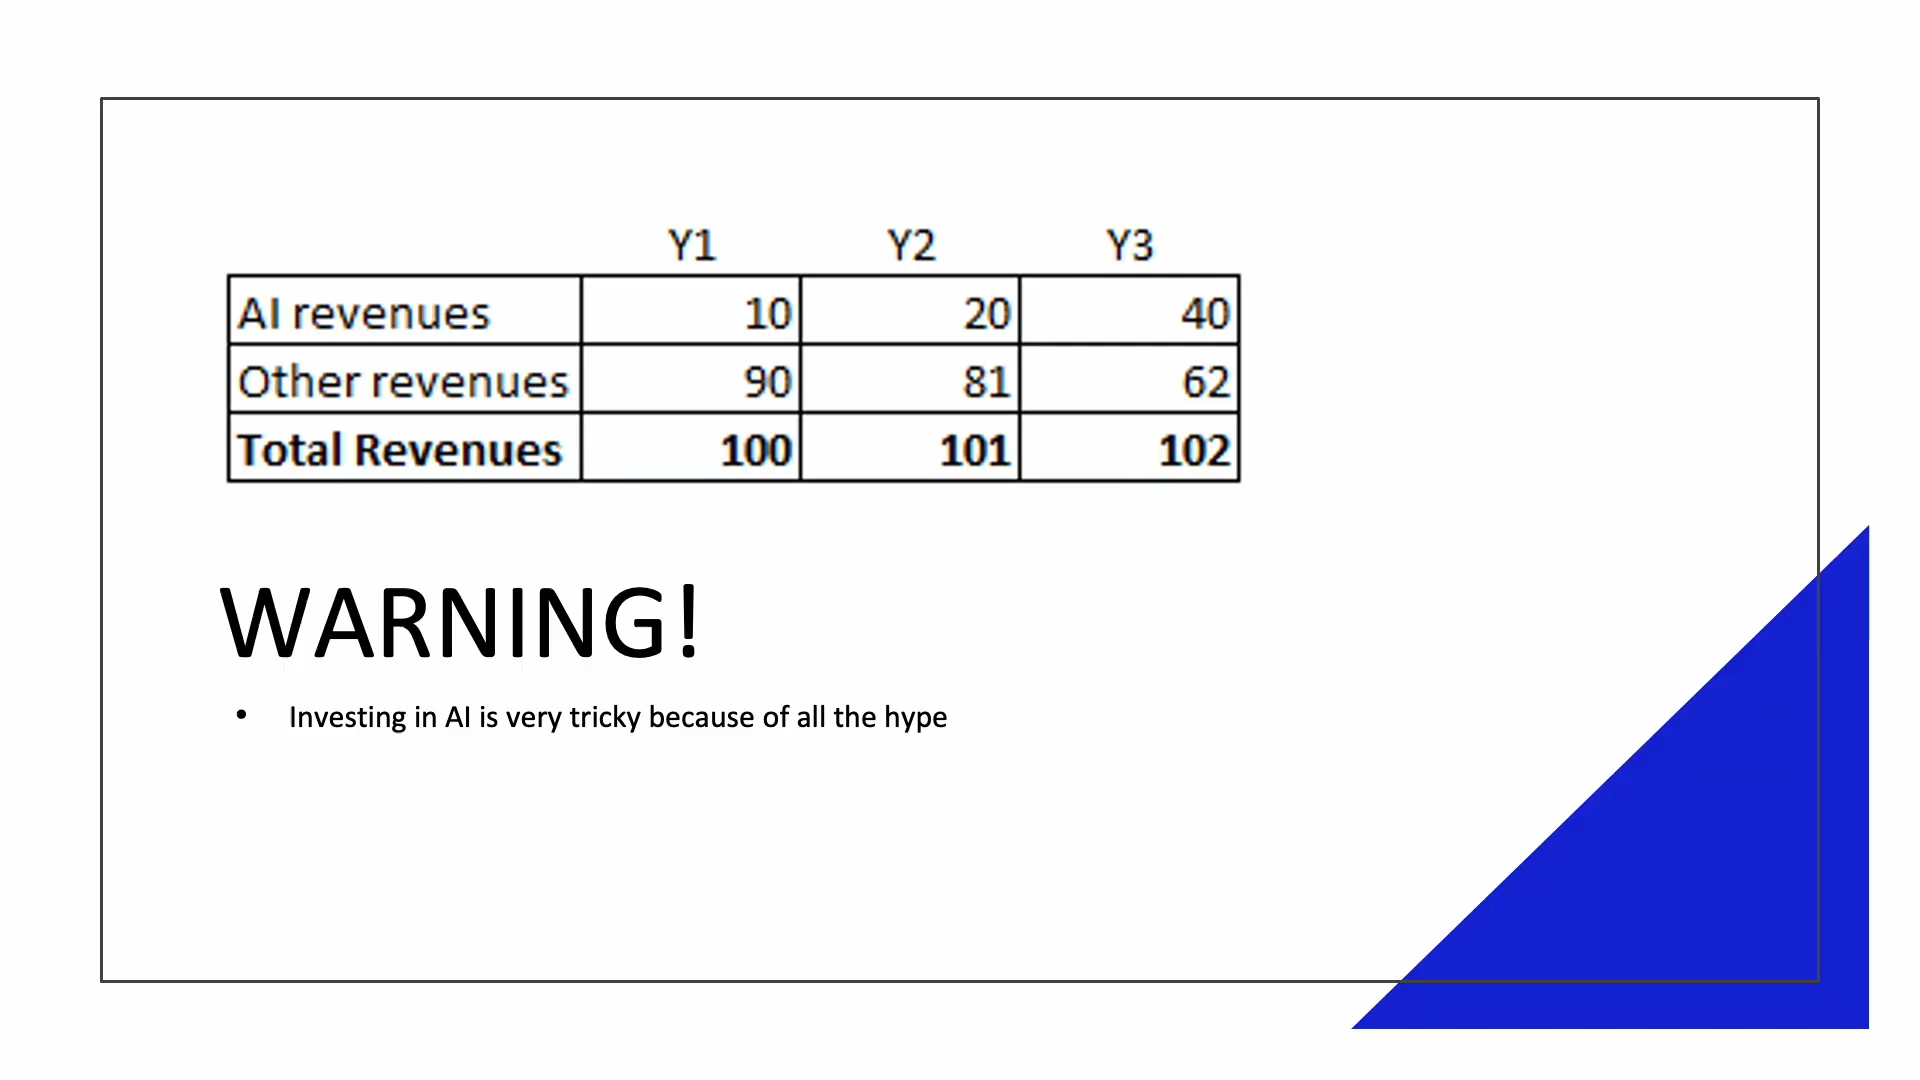 Y1 Y2 Y3
AI revenues 10 20 40
Other revenues 90 81 62
Total Revenues 100 101 102
WARNING!
• Investing in AI is very tricky because of all the hype